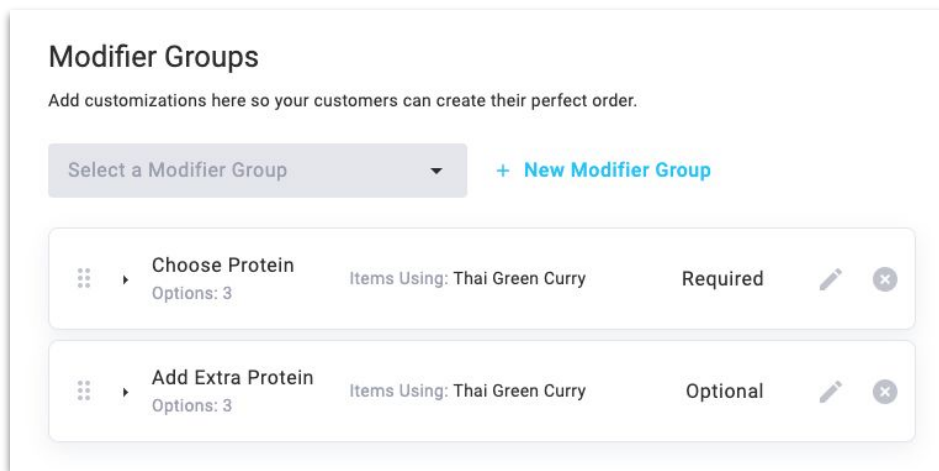 Modifier Groups
Add customizations here so your customers can create their perfect order.
Select a Modifier Group
+ New Modifier Group
Choose Protein
Options: 3
Items Using: Thai Green Curry
Required
Add Extra Protein
Options: 3
Items Using: Thai Green Curry
Optional